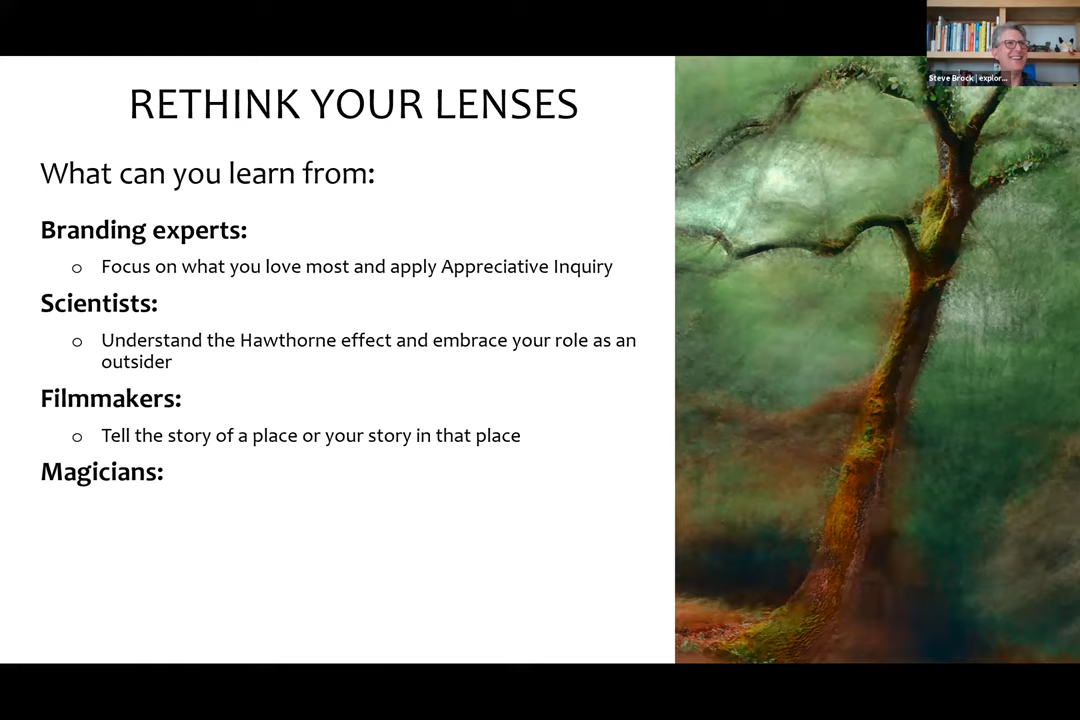 Steve Brock | explor...
RETHINK YOUR LENSES
What can you learn from:
Branding experts:
o Focus on what you love most and apply Appreciative Inquiry
Scientists:
o Understand the Hawthorne effect and embrace your role as an
outsider
Filmmakers:
o Tell the story of a place or your story in that place
Magicians: